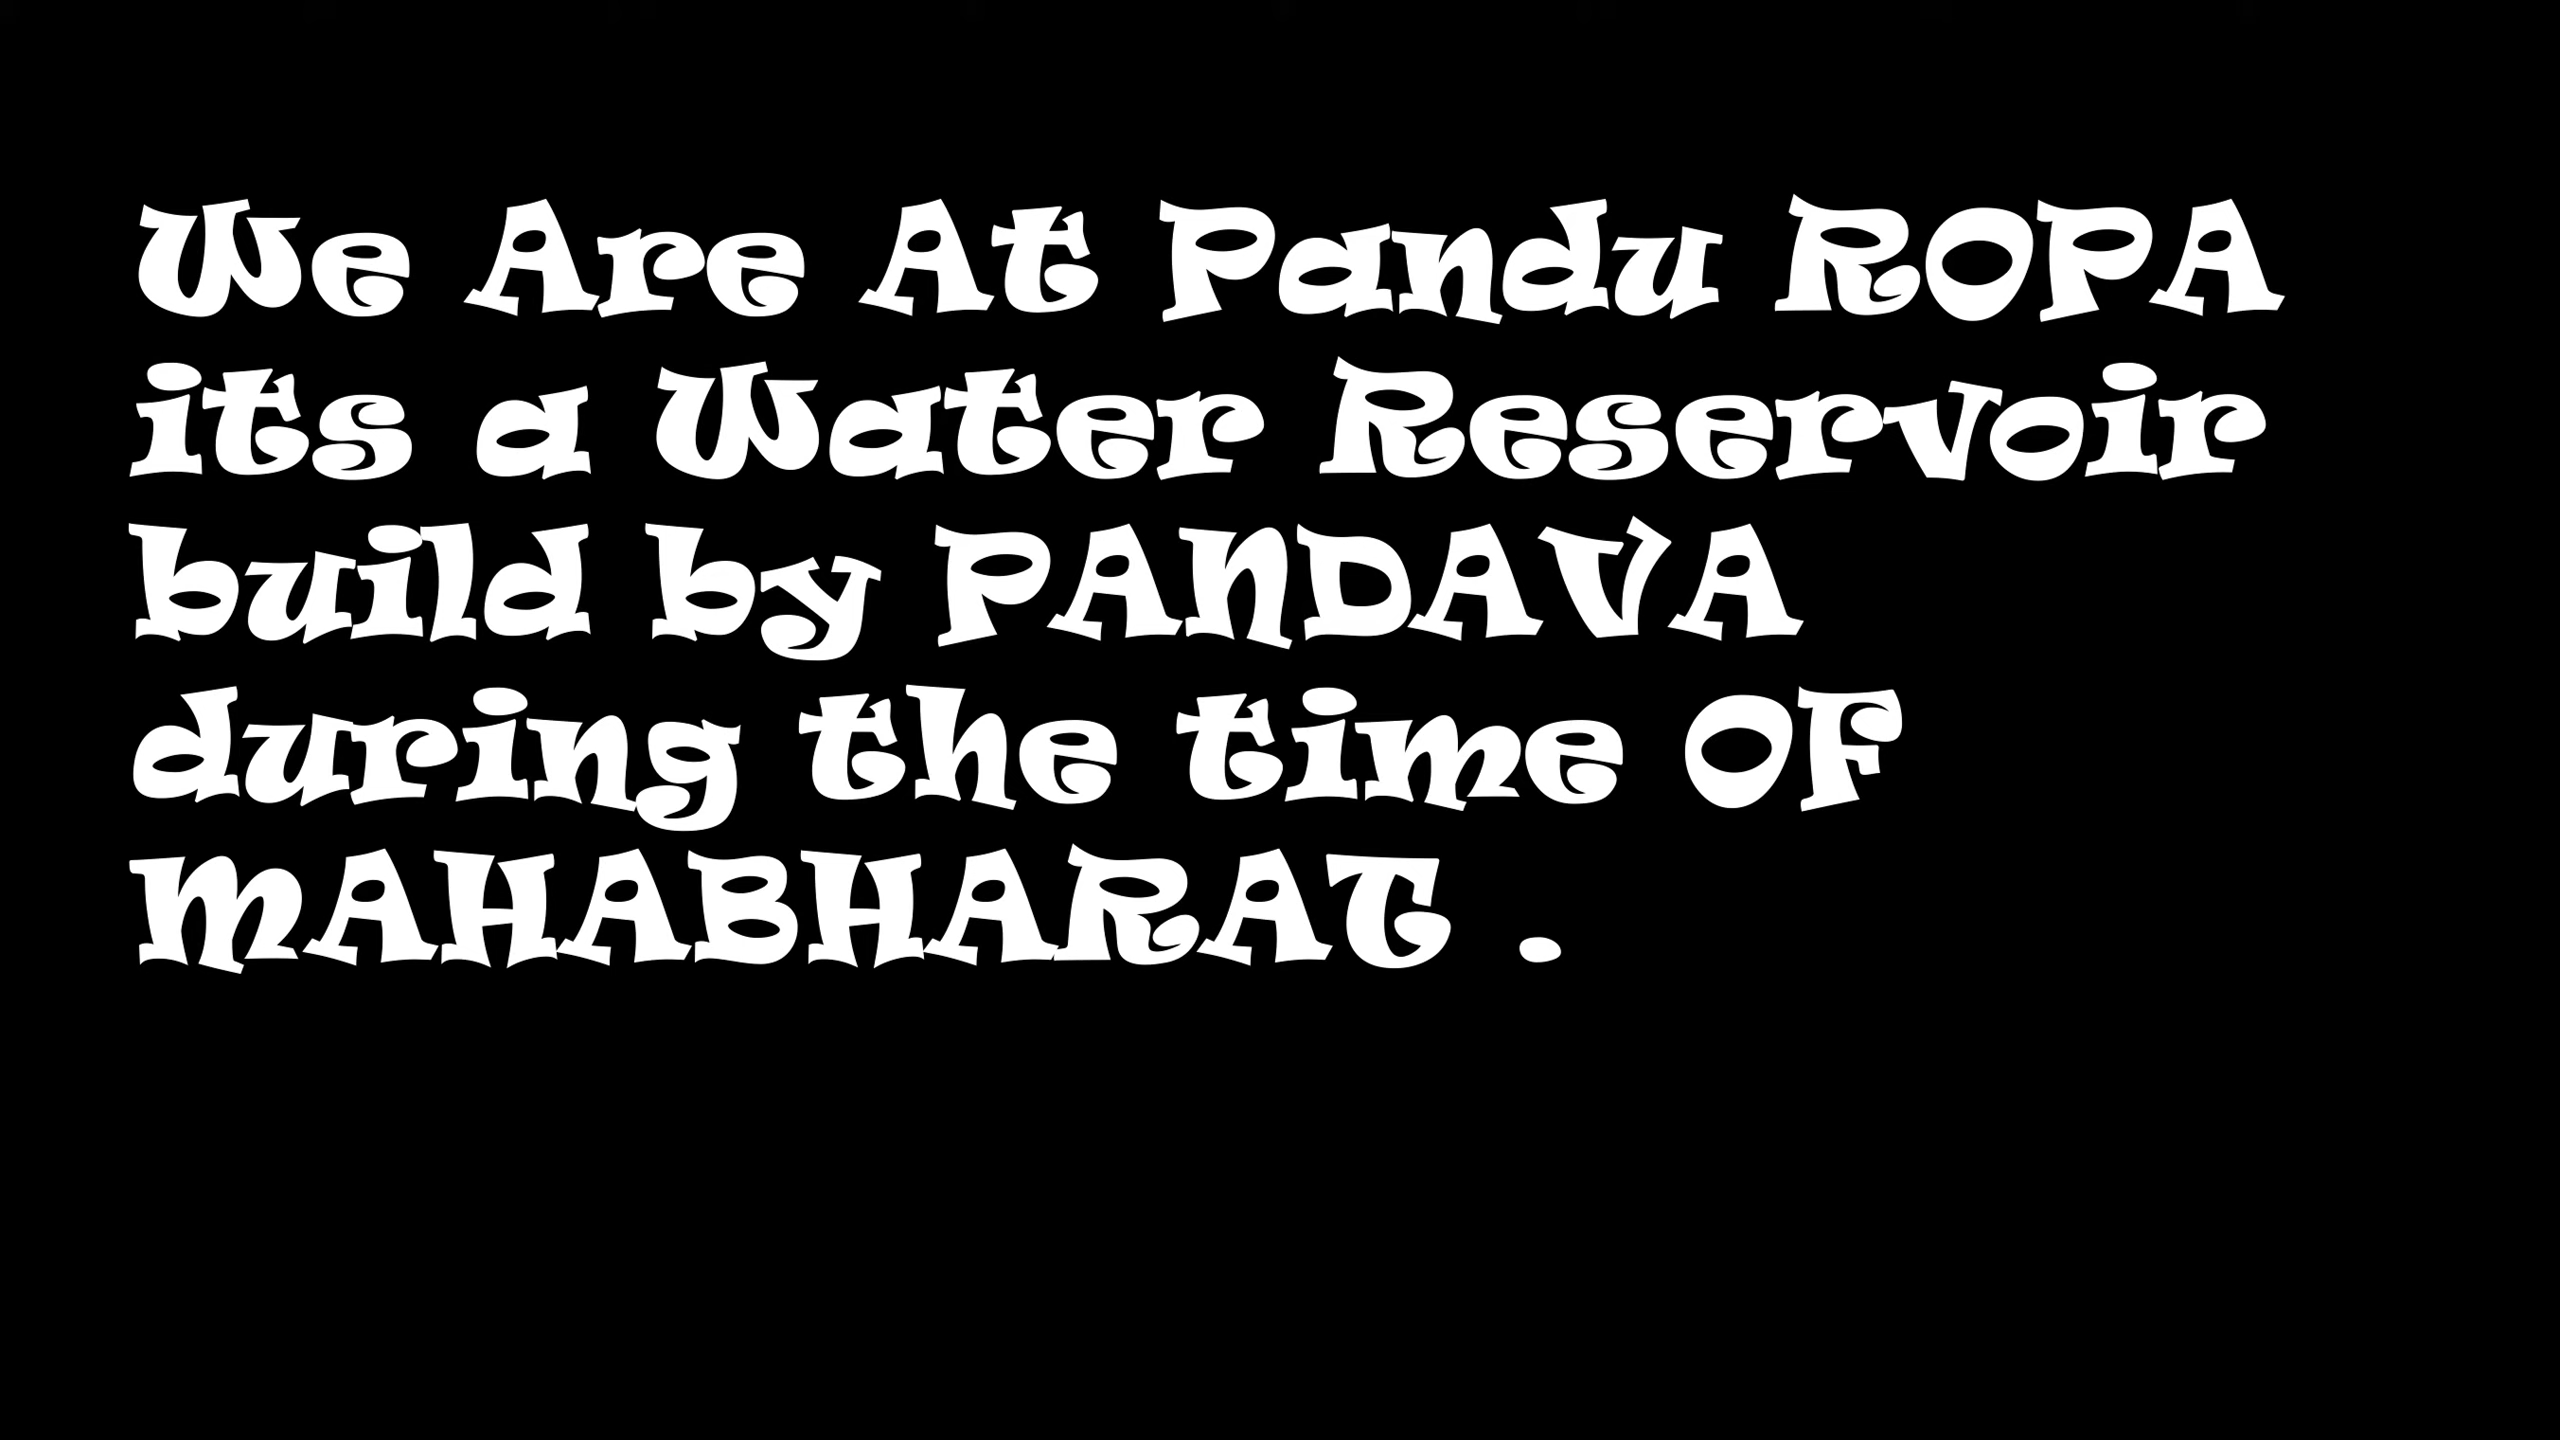 We Are At Pandu ROPA
its a Water Reservoir
build by PANDAVA
during the time OF
MAHABHARAT .